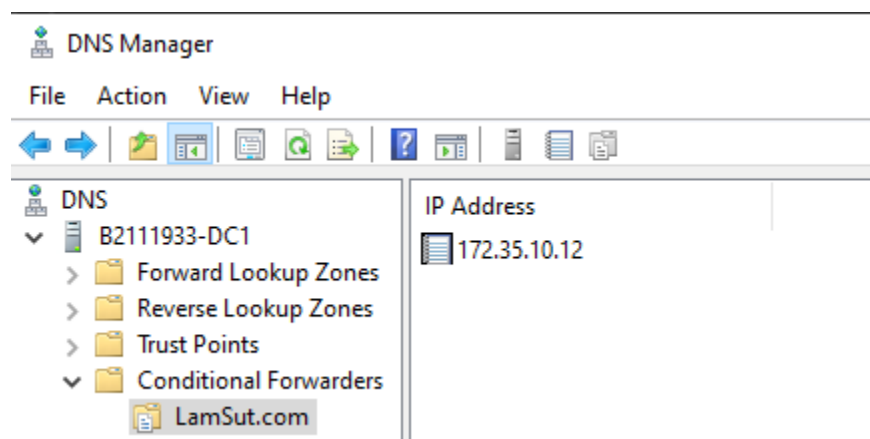 DNS Manager
File Action View Help
DNS
B2111933-DC1
Forward Lookup Zones
Reverse Lookup Zones
Trust Points
Conditional Forwarders
LamSut.com
IP Address
172.35.10.12